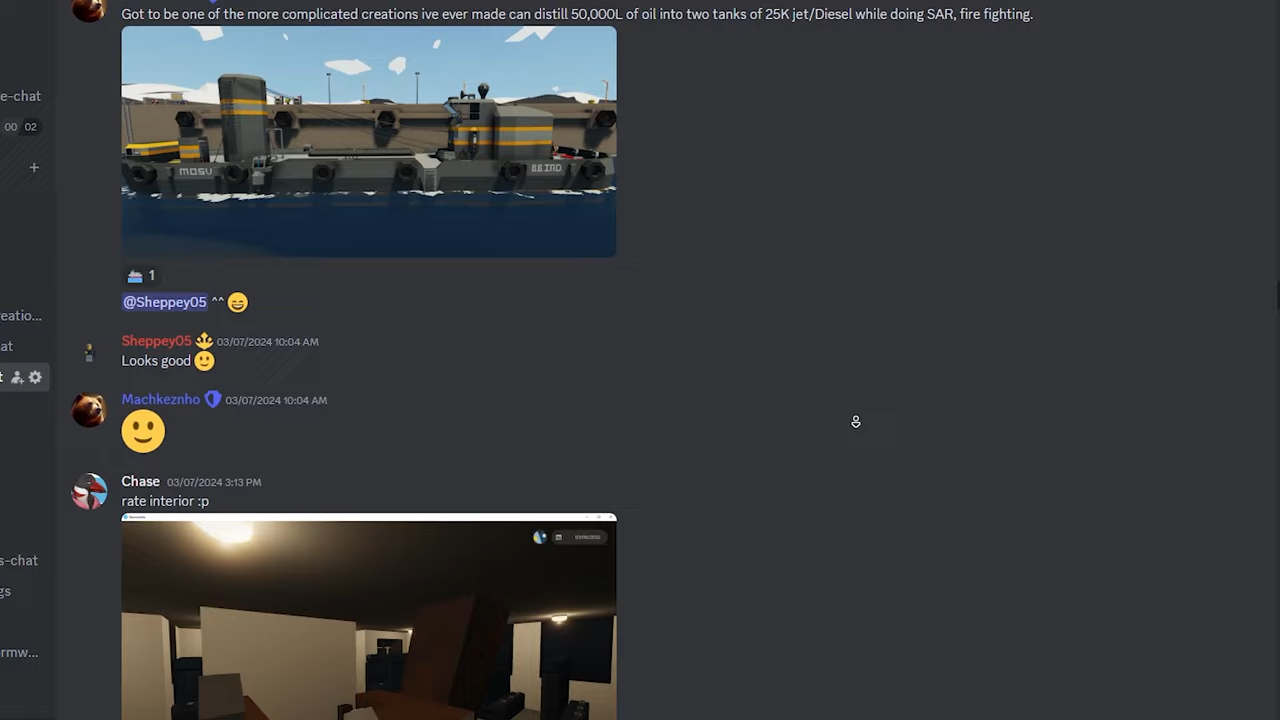 Got to be one of the more complicated creations ive ever made can distill 50,000L of oil into two tanks of 25K jet/Diesel while doing SAR, fire fighting.
e-chat
00 02
+
MOSV
1
@Sheppey05 ^^
eatio...
Sheppey05 03/07/2024 10:04 AM
at
Looks good
t
Machkeznho 03/07/2024 10:04 AM
Chase 03/07/2024 3:13 PM
rate interior :p
s-chat
gs
rmw...